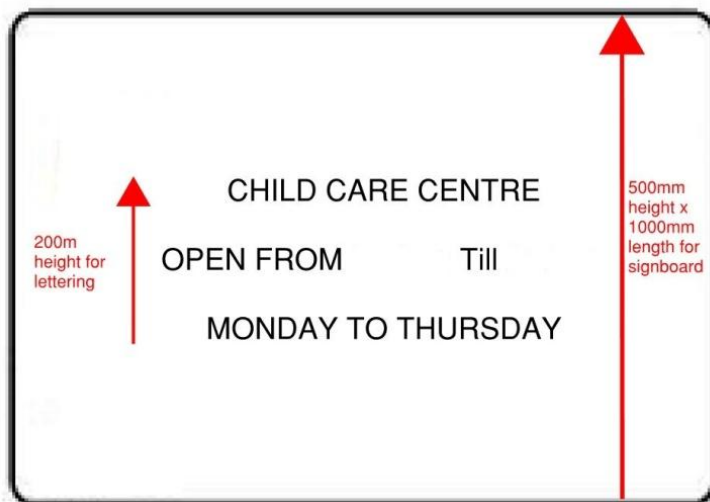 CHILD CARE CENTRE
200m
height for
lettering
OPEN FROM Till
MONDAY TO THURSDAY
500mm
height x
1000mm
length for
signboard